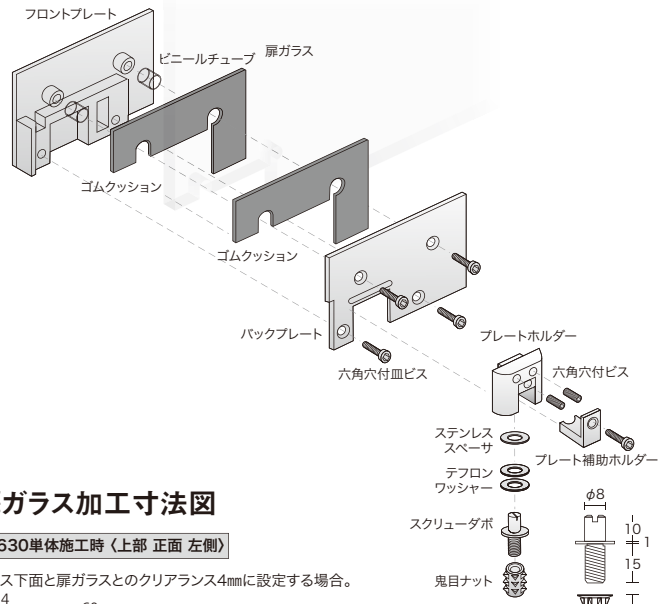 フロントプレート
ビニールチューブ
扉ガラス
ゴムクッション
ゴムクッション
バックプレート
六角穴付皿ビス
プレートホルダー
六角穴付ビス
ステンレス
スペーサ
プレート補助ホルダー
テフロン
ワッシャー
スクリューダボ
鬼目ナット
φ8
10
1
15
ガラス加工寸法図
630単体施工時〈上部 正面 左側〉
ス下面と扉ガラスとのクリアランス4㎜に設定する場合。
4